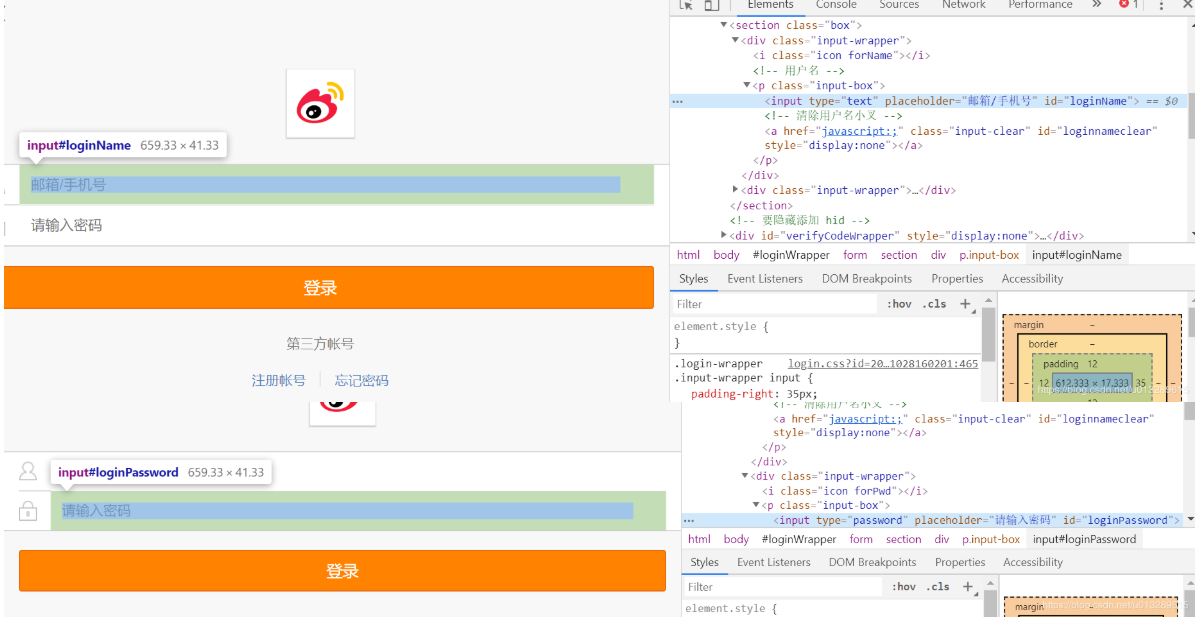 Elements Console Sources Network Performance » 1
<section class="box">
<div class="input-wrapper">
<i class="icon forName"></i>
<!-- 用户名 -->
<p class="input-box">
<input type="text" placeholder="邮箱/手机号" id="loginName"> == $0
<!-- 清除用户名小叉 -->
<a href="javascript:;" class="input-clear" id="loginnameclear"
style="display:none"></a>
</p>
</div>
<div class="input-wrapper">…</div>
</section>
<!-- 要隐藏添加 hid -->
<div id="verifyCodeWrapper" style="display:none">…</div>
html body #loginWrapper form section div p.input-box input#loginName
Styles Event Listeners DOM Breakpoints Properties Accessibility
Filter :hov .cls +
element.style {
}
.login-wrapper login.css?id=20…1028160201:465
.input-wrapper input {
padding-right: 35px;
margin –
border –
padding 12
– – 12 612.333 × 17.333 35 – –
input#loginName 659.33 × 41.33
邮箱/手机号
请输入密码
登录
第三方帐号
注册帐号 忘记密码
<!-- 清除用户名小叉 -->
<a href="javascript:;" class="input-clear" id="loginnameclear"
style="display:none"></a>
</p>
</div>
<div class="input-wrapper">
<i class="icon forPwd"></i>
<p class="input-box">
<input type="password" placeholder="请输入密码" id="loginPassword">
html body #loginWrapper form section div p.input-box input#loginPassword
Styles Event Listeners DOM Breakpoints Properties Accessibility
Filter :hov .cls +
element.style {
margin
input#loginPassword 659.33 × 41.33
请输入密码
登录